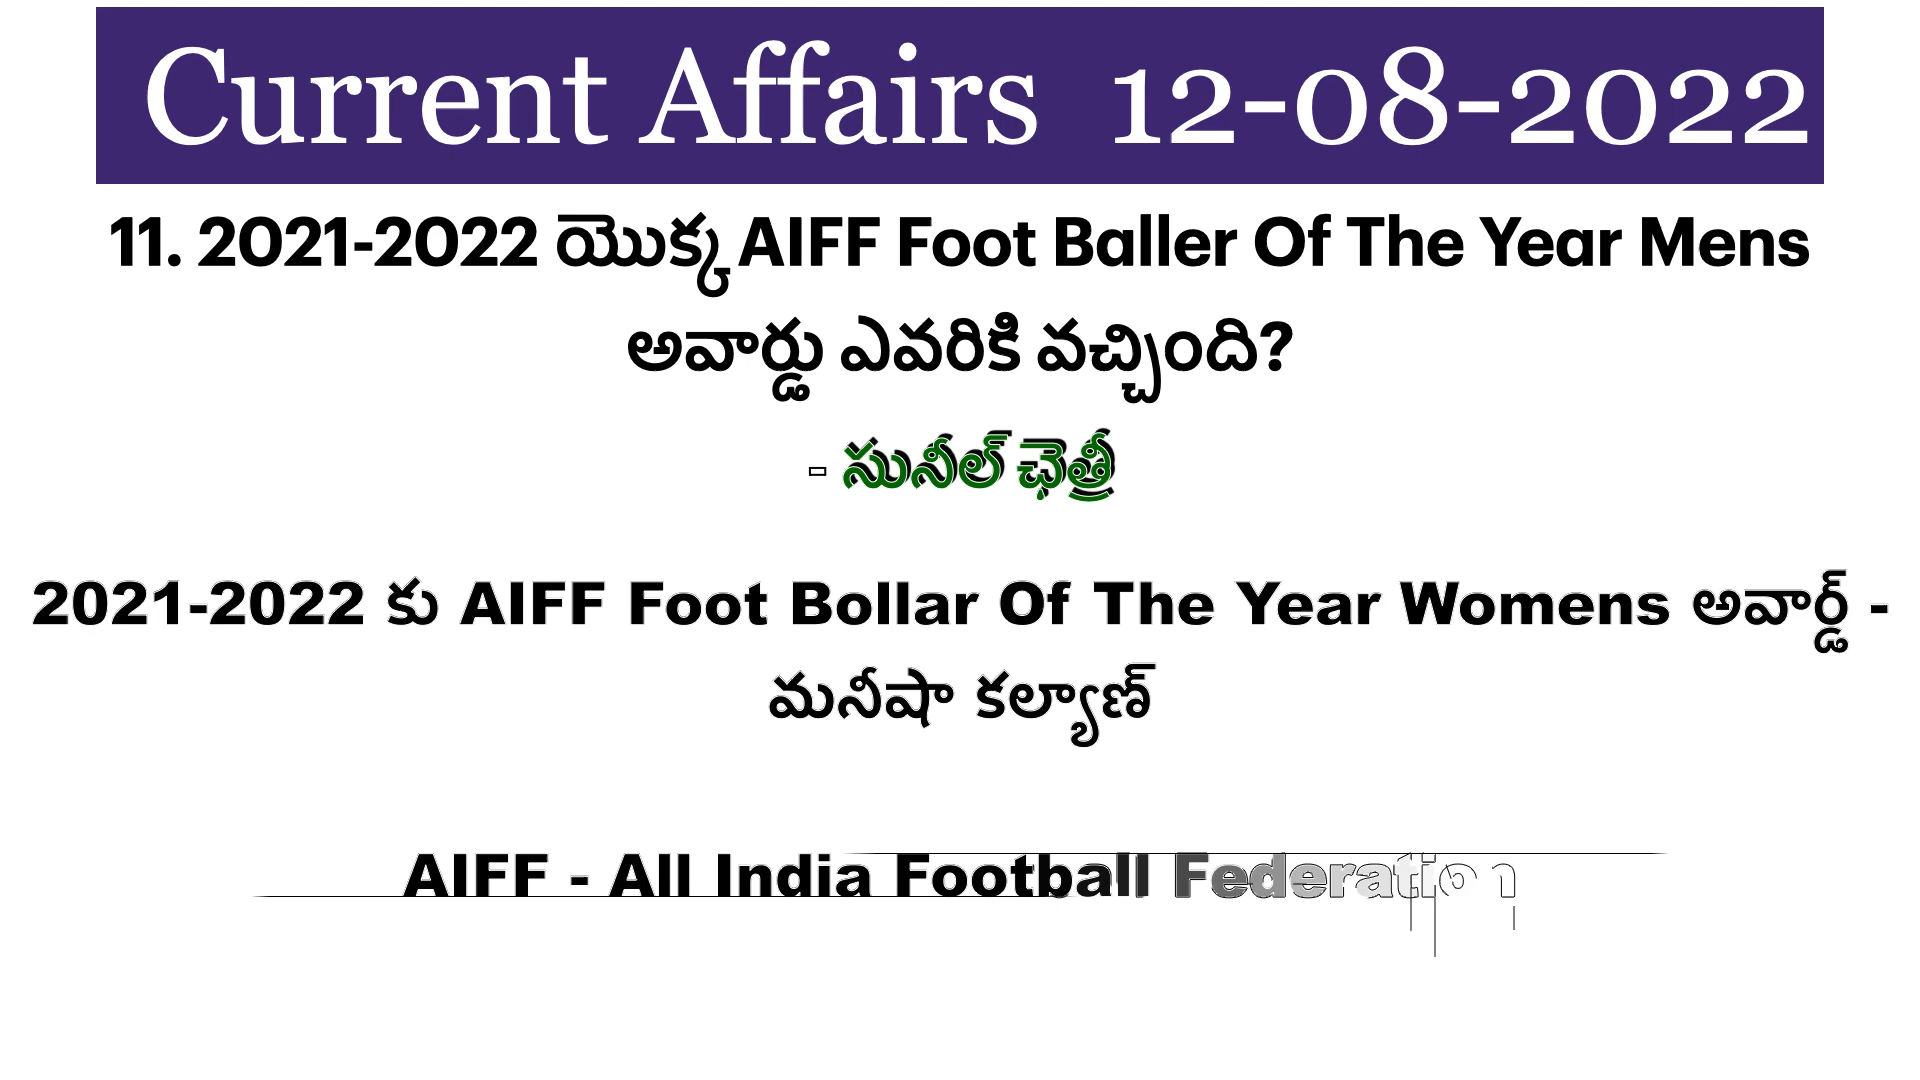 Current Affairs 12-08-2022
11. 2021-2022 యొక్క AIFF Foot Baller Of The Year Mens
అవార్డు ఎవరికి వచ్చింది?
- సునీల్ ఛెత్రీ
2021-2022 కు AIFF Foot Bollar Of The Year Womens అవార్డ్ -
మనీషా కల్యాణ్
AIFF - All India Football Federation